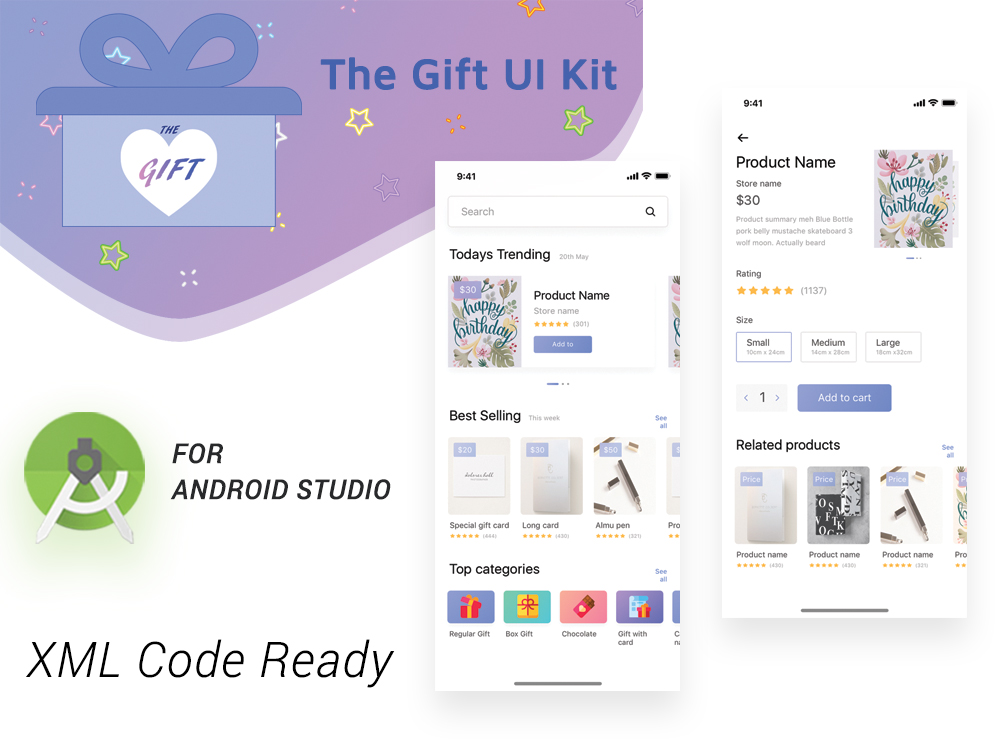 The Gift UI Kit
THE
GIFT
FOR
ANDROID STUDIO
XML Code Ready
9:41
Search
Todays Trending 20th May
$30
happy
birthday
Product Name
Store name
(301)
Add to
Best Selling This week
See
all
$20
$30
$50
Special gift card
(444)
Long card
(430)
Almu pen
(321)
Pro
Top categories
See
all
Regular Gift
Box Gift
Chocolate
Gift with
card
9:41
Product Name
Store name
$30
Product summary meh Blue Bottle
pork belly mustache skateboard 3
wolf moon. Actually beard
happy
birthday
Rating
(1137)
Size
Small
10cm x 24cm
Medium
14cm x 28cm
Large
18cm x32cm
< 1 >
Add to cart
Related products
See
all
Price
Price
Price
Product name
(430)
Product name
(430)
Product name
(321)
Pro